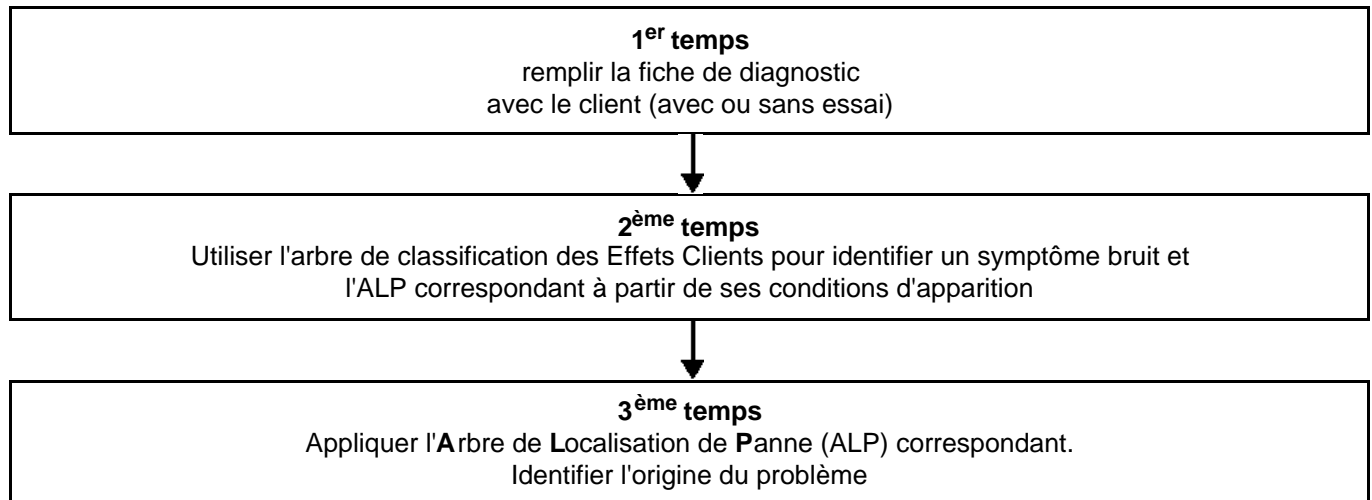 1er temps
remplir la fiche de diagnostic
avec le client (avec ou sans essai)
2ème temps
Utiliser l'arbre de classification des Effets Clients pour identifier un symptôme bruit et
l'ALP correspondant à partir de ses conditions d'apparition
3ème temps
Appliquer l'Arbre de Localisation de Panne (ALP) correspondant.
Identifier l'origine du problème